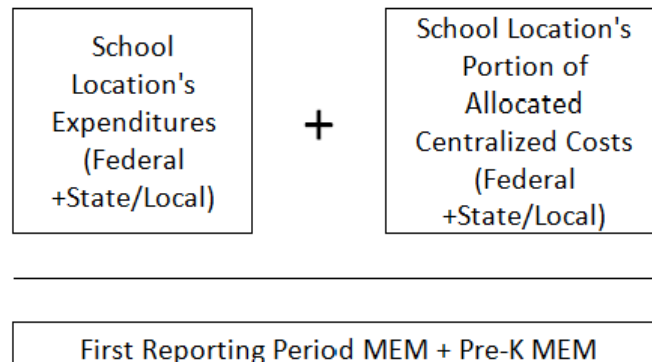 School
Location's
Expenditures
(Federal
+State/Local)
+
School Location's
Portion of
Allocated
Centralized Costs
(Federal
+State/Local)
First Reporting Period MEM + Pre-K MEM